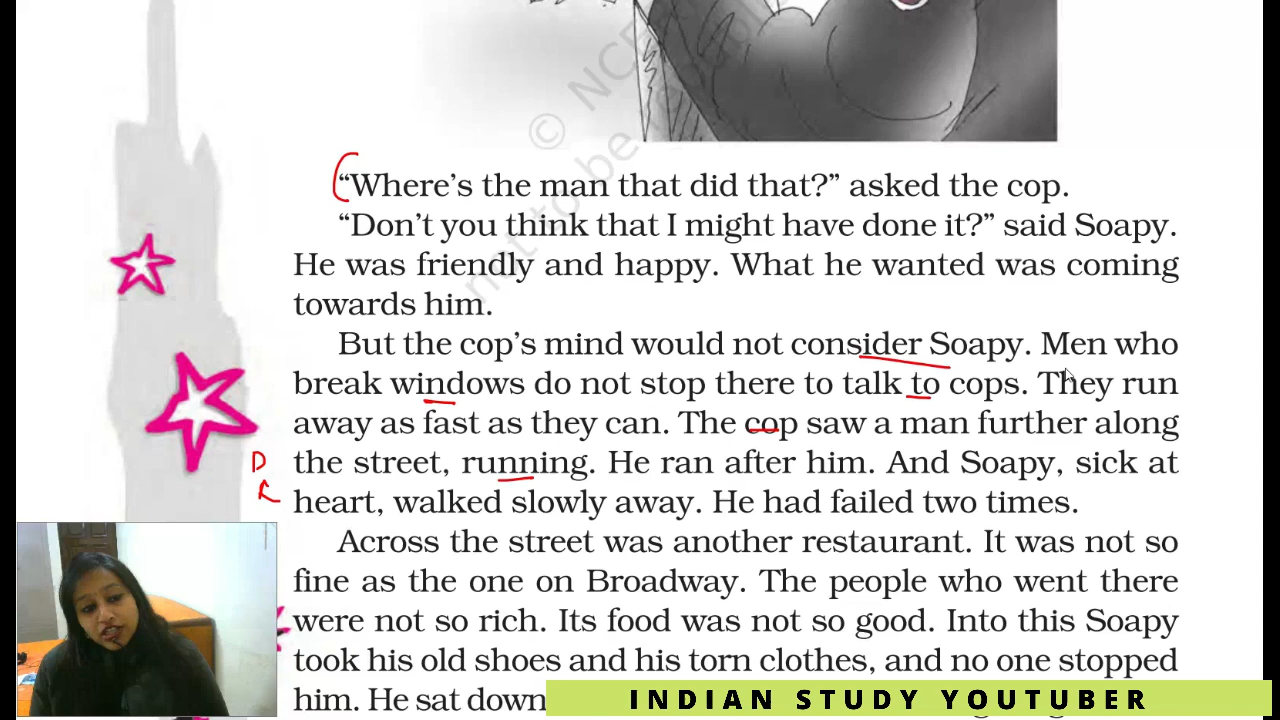 © NCE
not to be
“Where’s the man that did that?” asked the cop.
“Don’t you think that I might have done it?” said Soapy.
He was friendly and happy. What he wanted was coming
towards him.
But the cop’s mind would not consider Soapy. Men who
break windows do not stop there to talk to cops. They run
away as fast as they can. The cop saw a man further along
the street, running. He ran after him. And Soapy, sick at
heart, walked slowly away. He had failed two times.
Across the street was another restaurant. It was not so
fine as the one on Broadway. The people who went there
were not so rich. Its food was not so good. Into this Soapy
took his old shoes and his torn clothes, and no one stopped
him. He sat down
INDIAN STUDY YOUTUBER